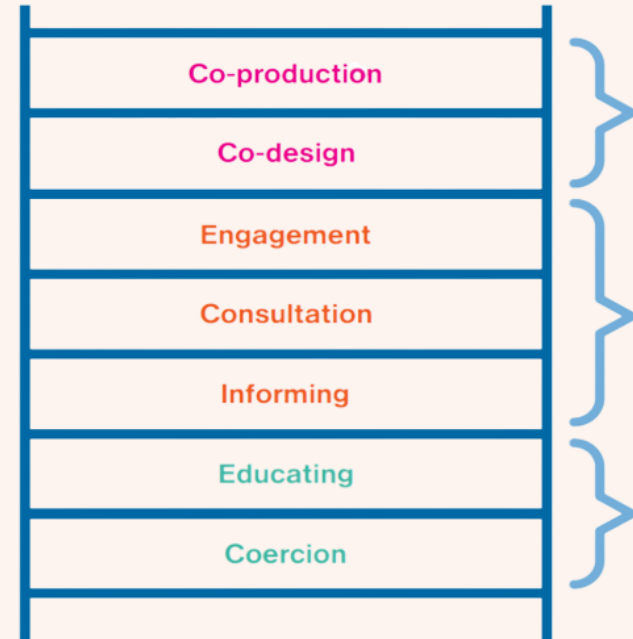 Co-production
Co-design
Engagement
Consultation
Informing
Educating
Coercion